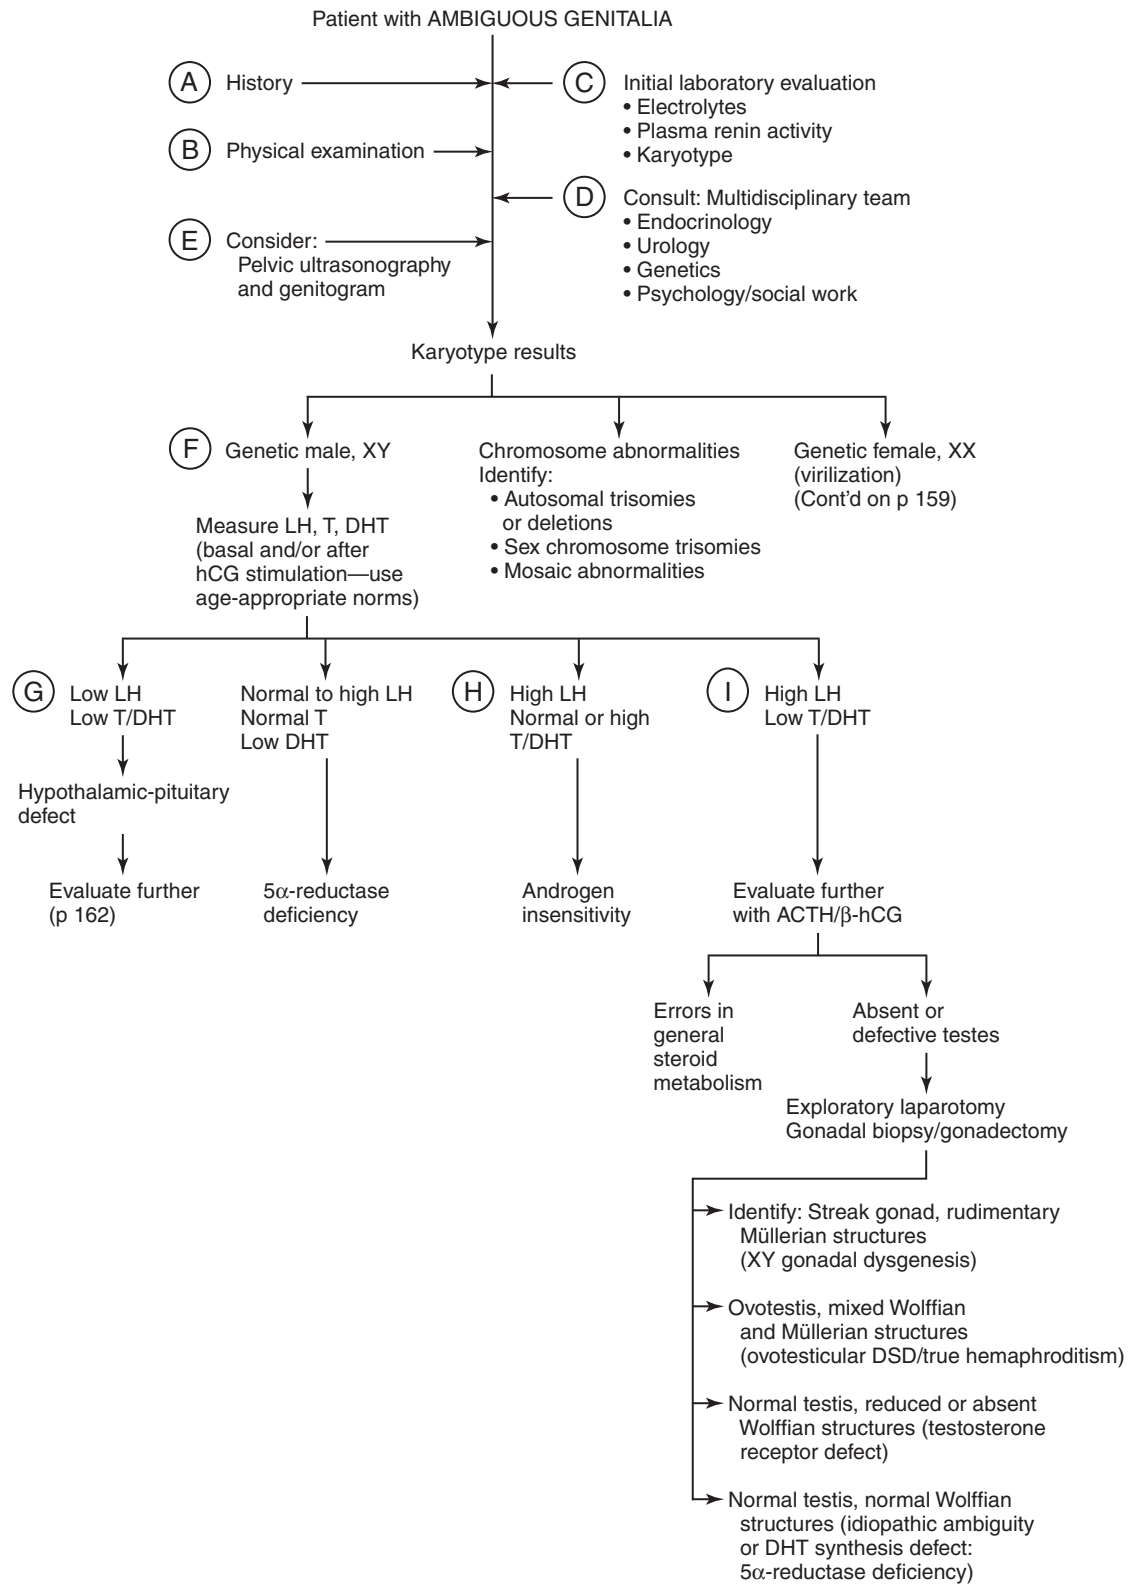 Patient with AMBIGUOUS GENITALIA
A History
C Initial laboratory evaluation
• Electrolytes
• Plasma renin activity
• Karyotype
B Physical examination
D Consult: Multidisciplinary team
• Endocrinology
• Urology
• Genetics
• Psychology/social work
E Consider:
Pelvic ultrasonography
and genitogram
Karyotype results
F Genetic male, XY
Chromosome abnormalities
Identify:
• Autosomal trisomies
or deletions
• Sex chromosome trisomies
• Mosaic abnormalities
Genetic female, XX
(virilization)
(Cont'd on p 159)
Measure LH, T, DHT
(basal and/or after
hCG stimulation—use
age-appropriate norms)
G Low LH
Low T/DHT
Normal to high LH
Normal T
Low DHT
H High LH
Normal or high
T/DHT
I High LH
Low T/DHT
Hypothalamic-pituitary
defect
Evaluate further
(p 162)
5α-reductase
deficiency
Androgen
insensitivity
Evaluate further
with ACTH/β-hCG
Errors in
general
steroid
metabolism
Absent or
defective testes
Exploratory laparotomy
Gonadal biopsy/gonadectomy
Identify: Streak gonad, rudimentary
Müllerian structures
(XY gonadal dysgenesis)
Ovotestis, mixed Wolffian
and Müllerian structures
(ovotesticular DSD/true hemaphroditism)
Normal testis, reduced or absent
Wolffian structures (testosterone
receptor defect)
Normal testis, normal Wolffian
structures (idiopathic ambiguity
or DHT synthesis defect:
5α-reductase deficiency)